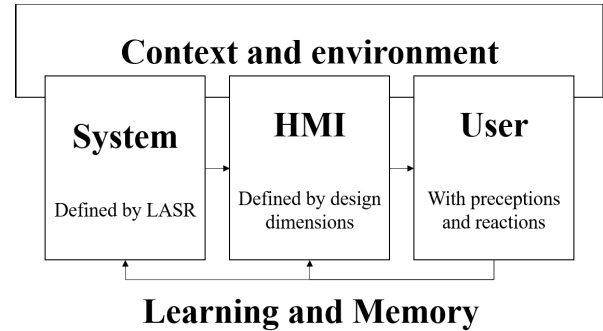 Context and environment
System
HMI
User
Defined by LASR
Defined by design
dimensions
With preceptions
and reactions
Learning and Memory